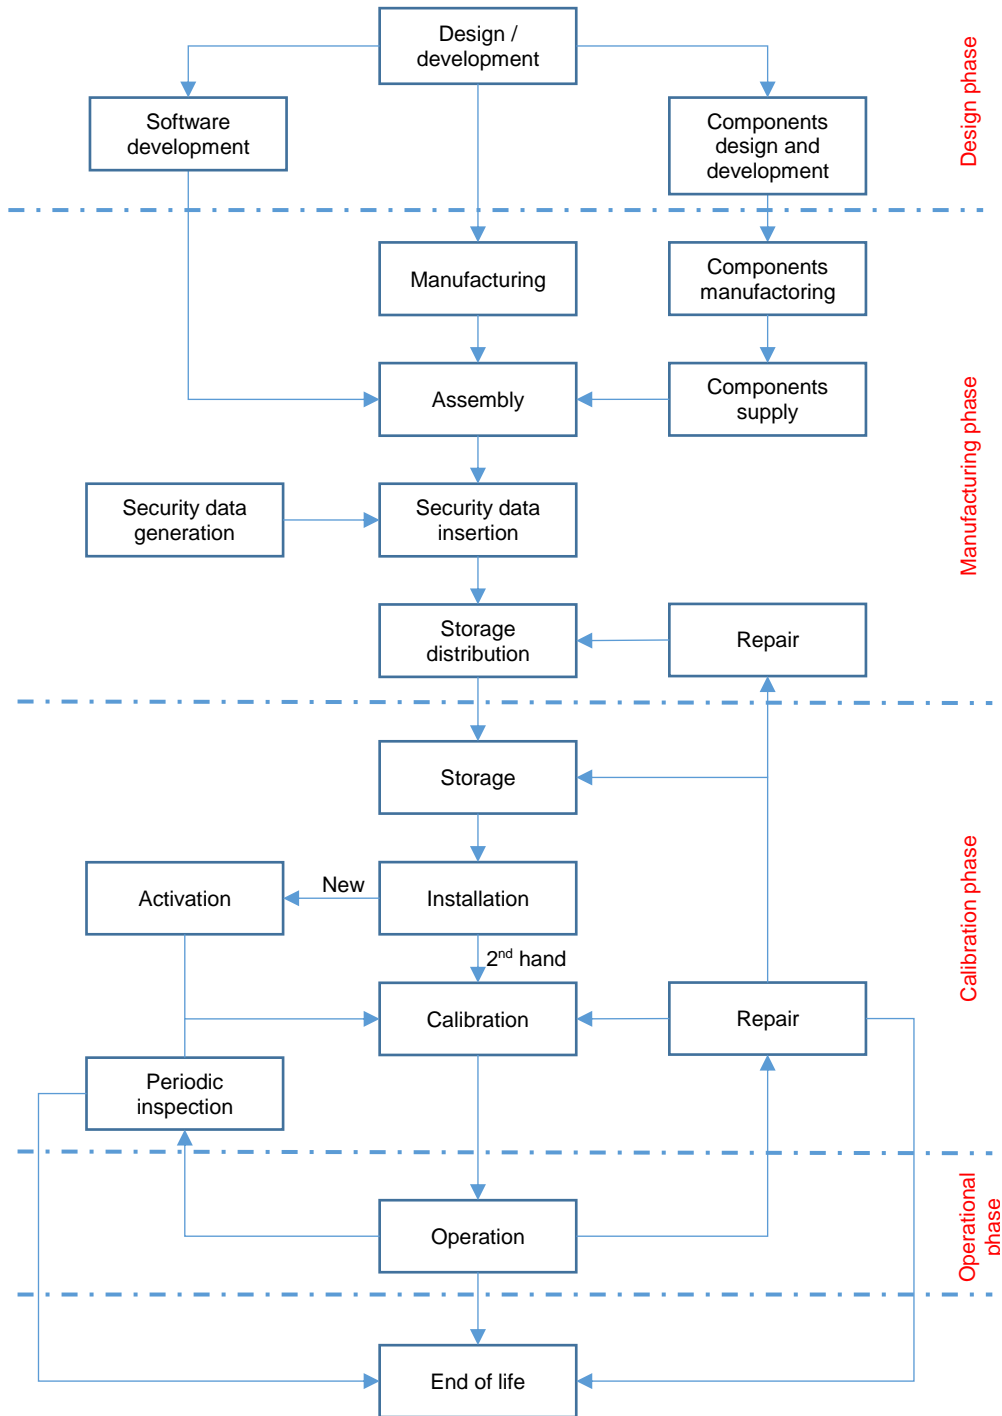 Design /
development
Design phase
Software
development
Components
design and
development
Manufacturing
Components
manufactoring
Manufacturing phase
Assembly
Components
supply
Security data
generation
Security data
insertion
Storage
distribution
Repair
Storage
Calibration phase
Activation
New
Installation
2nd hand
Calibration
Repair
Periodic
inspection
Operation
Operational
phase
End of life